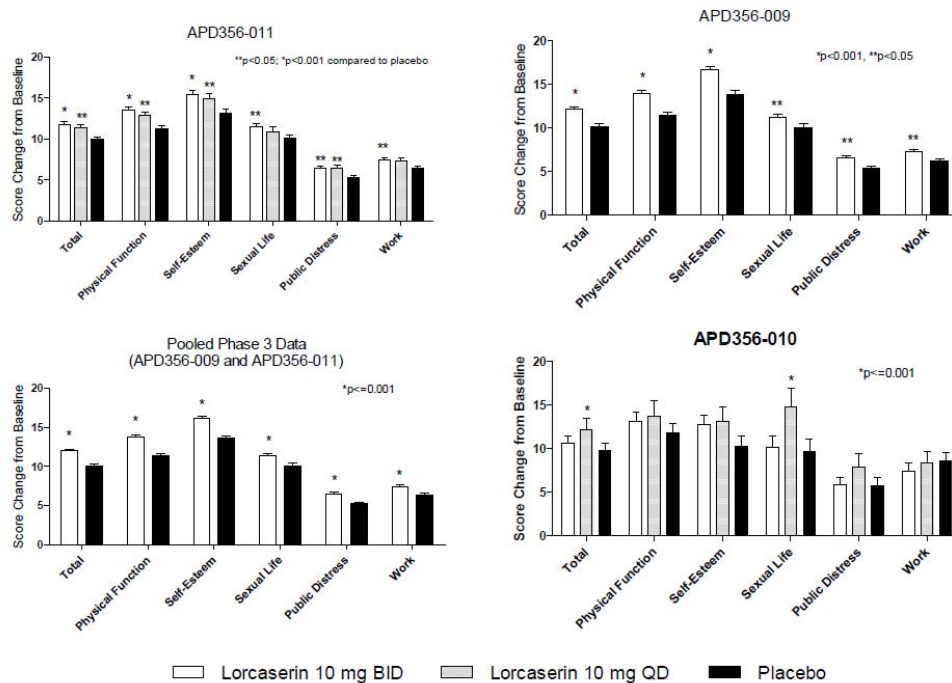 APD356-011
**p<0.05; *p<0.001 compared to placebo
Score Change from Baseline
20
15
10
5
0
* ** * ** * ** ** ** ** **
Total
Physical Function
Self-Esteem
Sexual Life
Public Distress
Work
APD356-009
*p<0.001, **p<0.05
Score Change from Baseline
20
15
10
5
0
* * * ** ** **
Total
Physical Function
Self-Esteem
Sexual Life
Public Distress
Work
Pooled Phase 3 Data
(APD356-009 and APD356-011)
*p<=0.001
Score Change from Baseline
20
15
10
5
0
* * * * * *
Total
Physical Function
Self-Esteem
Sexual Life
Public Distress
Work
APD356-010
*p<=0.001
Score Change from Baseline
20
15
10
5
0
* *
Total
Physical Function
Self-Esteem
Sexual Life
Public Distress
Work
Lorcaserin 10 mg BID Lorcaserin 10 mg QD Placebo